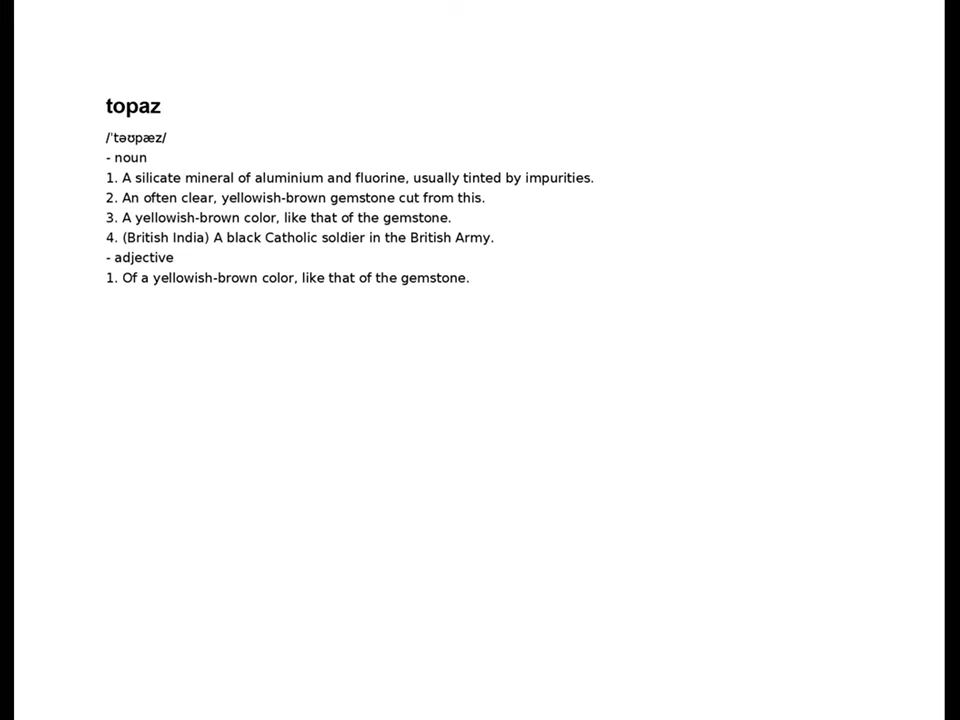 topaz
/ˈtəʊpæz/
- noun
1. A silicate mineral of aluminium and fluorine, usually tinted by impurities.
2. An often clear, yellowish-brown gemstone cut from this.
3. A yellowish-brown color, like that of the gemstone.
4. (British India) A black Catholic soldier in the British Army.
- adjective
1. Of a yellowish-brown color, like that of the gemstone.